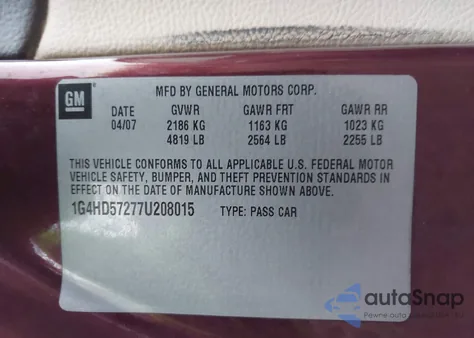 GM
MFD BY GENERAL MOTORS CORP.
DATE GVWR GAWR FRT GAWR RR
04/07 2186 KG 1163 KG 1023 KG
4819 LB 2564 LB 2255 LB
THIS VEHICLE CONFORMS TO ALL APPLICABLE U.S. FEDERAL MOTOR
VEHICLE SAFETY, BUMPER, AND THEFT PREVENTION STANDARDS IN
EFFECT ON THE DATE OF MANUFACTURE SHOWN ABOVE.
1G4HD57277U208015 TYPE: PASS CAR
autoSnap